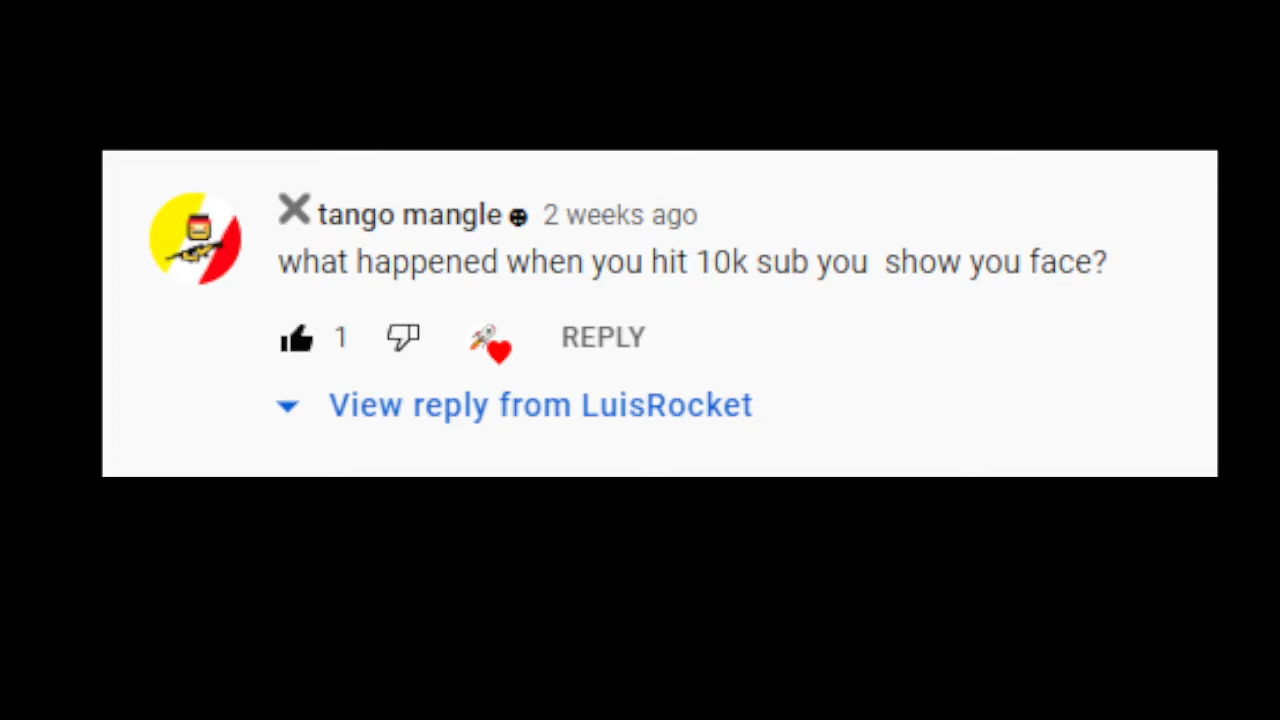 tango mangle 2 weeks ago
what happened when you hit 10k sub you  show you face?
1 REPLY
View reply from LuisRocket